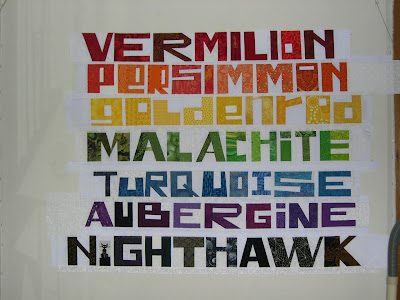 VERMILION
PERSIMMON
goldenrod
MALACHiTE
TURQUOISE
AUBERGiNE
NIGHTHAWK